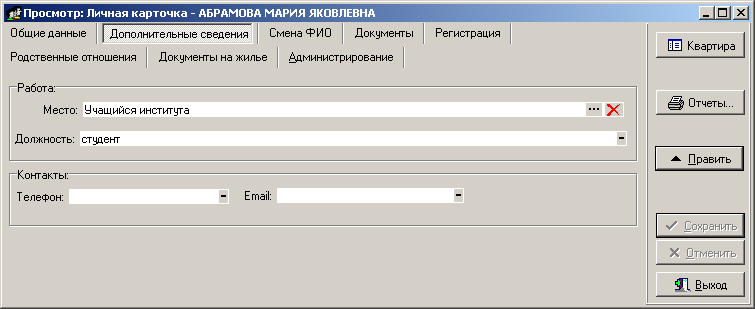 Просмотр: Личная карточка - АБРАМОВА МАРИЯ ЯКОВЛЕВНА
Общие данные Дополнительные сведения Смена ФИО Документы Регистрация
Родственные отношения Документы на жилье Администрирование
Работа:
Место: Учащийся института ...
Должность: студент
Контакты:
Телефон: Email:
Квартира
Отчеты...
Править
Сохранить
Отменить
Выход